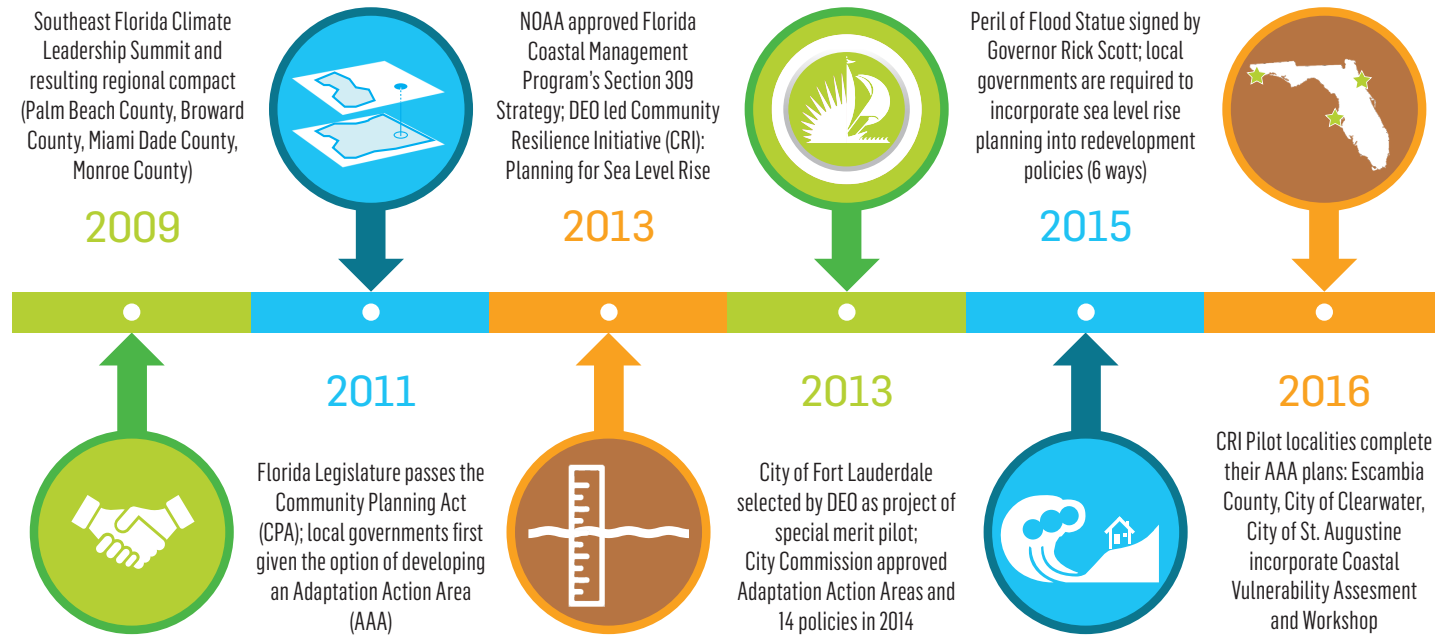 Southeast Florida Climate
Leadership Summit and
resulting regional compact
(Palm Beach County, Broward
County, Miami Dade County,
Monroe County)
2009
2011
Florida Legislature passes the
Community Planning Act
(CPA); local governments first
given the option of developing
an Adaptation Action Area
(AAA)
NOAA approved Florida
Coastal Management
Program's Section 309
Strategy; DEO led Community
Resilience Initiative (CRI):
Planning for Sea Level Rise
2013
2013
City of Fort Lauderdale
selected by DEO as project of
special merit pilot;
City Commission approved
Adaptation Action Areas and
14 policies in 2014
Peril of Flood Statue signed by
Governor Rick Scott; local
governments are required to
incorporate sea level rise
planning into redevelopment
policies (6 ways)
2015
2016
CRI Pilot localities complete
their AAA plans: Escambia
County, City of Clearwater,
City of St. Augustine
incorporate Coastal
Vulnerability Assesment
and Workshop